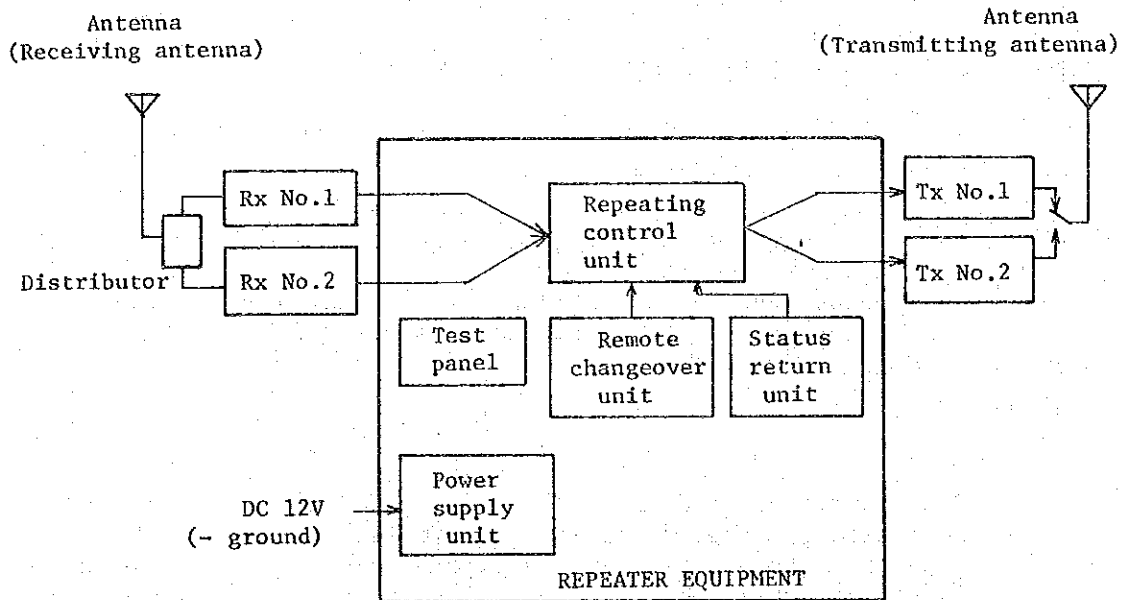 Antenna
(Receiving antenna)
Antenna
(Transmitting antenna)
Rx No.1
Rx No.2
Distributor
Repeating
control
unit
Tx No.1
Tx No.2
Test
panel
Remote
changeover
unit
Status
return
unit
DC 12V
(- ground)
Power
supply
unit
REPEATER EQUIPMENT